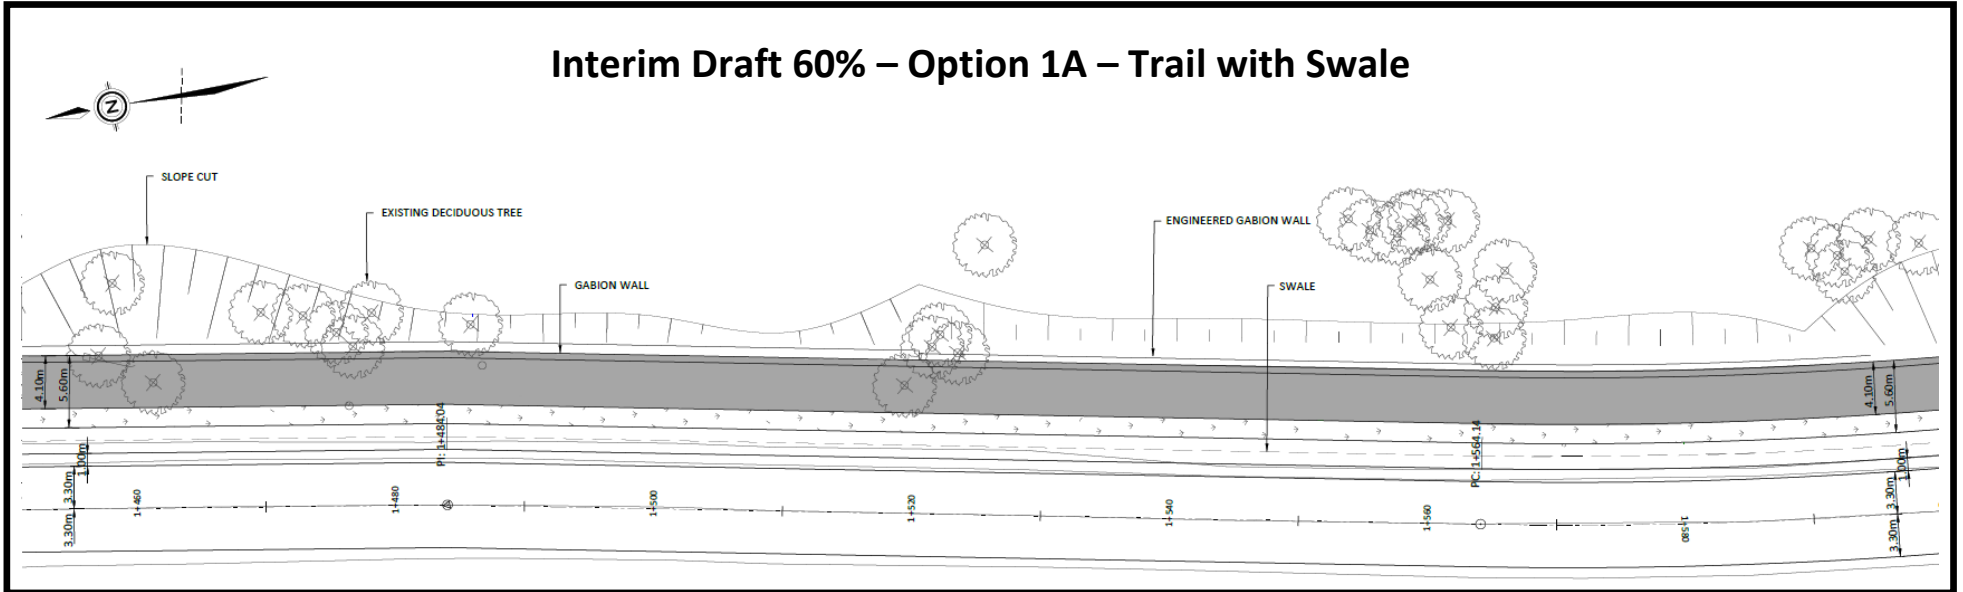 Interim Draft 60% – Option 1A – Trail with Swale
Z
SLOPE CUT
EXISTING DECIDUOUS TREE
ENGINEERED GABION WALL
GABION WALL
SWALE
4.10m
5.60m
4.10m
5.60m
PI: 1+484.04
PC: 1+564.14
1.00m
1.00m
3.30m
3.30m
1+460
1+480
1+500
1+520
1+540
1+560
1+580
3.30m
3.30m